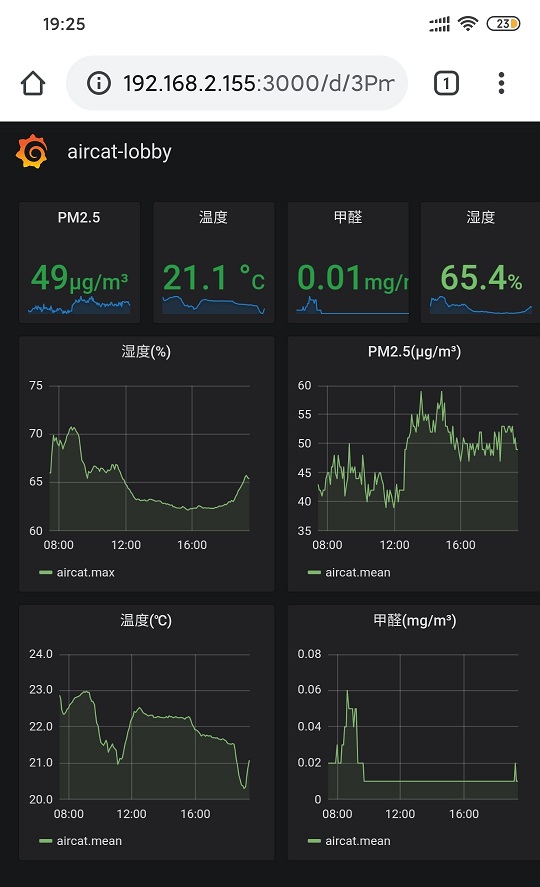 19:25
23
192.168.2.155:3000/d/3Pm
1
aircat-lobby
PM2.5
49μg/m³
温度
21.1 °C
甲醛
0.01mg/r
湿度
65.4%
湿度(%)
75
70
65
60
08:00 12:00 16:00
aircat.max
PM2.5(μg/m³)
60
55
50
45
40
35
08:00 12:00 16:00
aircat.mean
温度(℃)
24.0
23.0
22.0
21.0
20.0
08:00 12:00 16:00
aircat.mean
甲醛(mg/m³)
0.08
0.06
0.04
0.02
0
08:00 12:00 16:00
aircat.mean